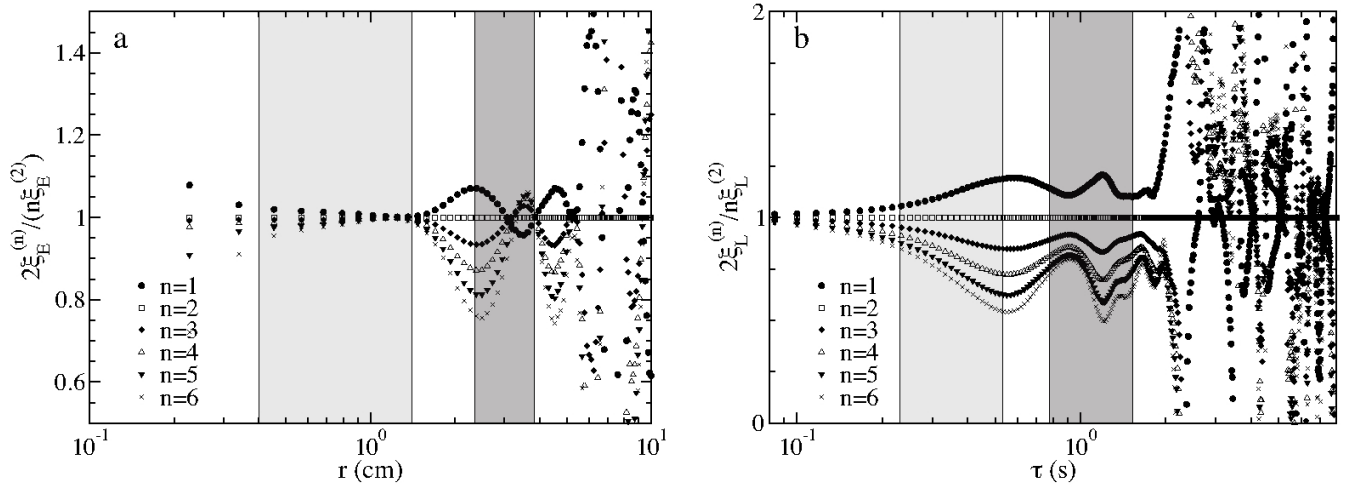 a
1.4
1.2
1
0.8
0.6
2ξ_E^(n)/(nξ_E^(2))
n=1
n=2
n=3
n=4
n=5
n=6
10^-1
10^0
10^1
r (cm)
b
2
1
0
2ξ_L^(n)/nξ_L^(2)
n=1
n=2
n=3
n=4
n=5
n=6
10^-1
10^0
τ (s)